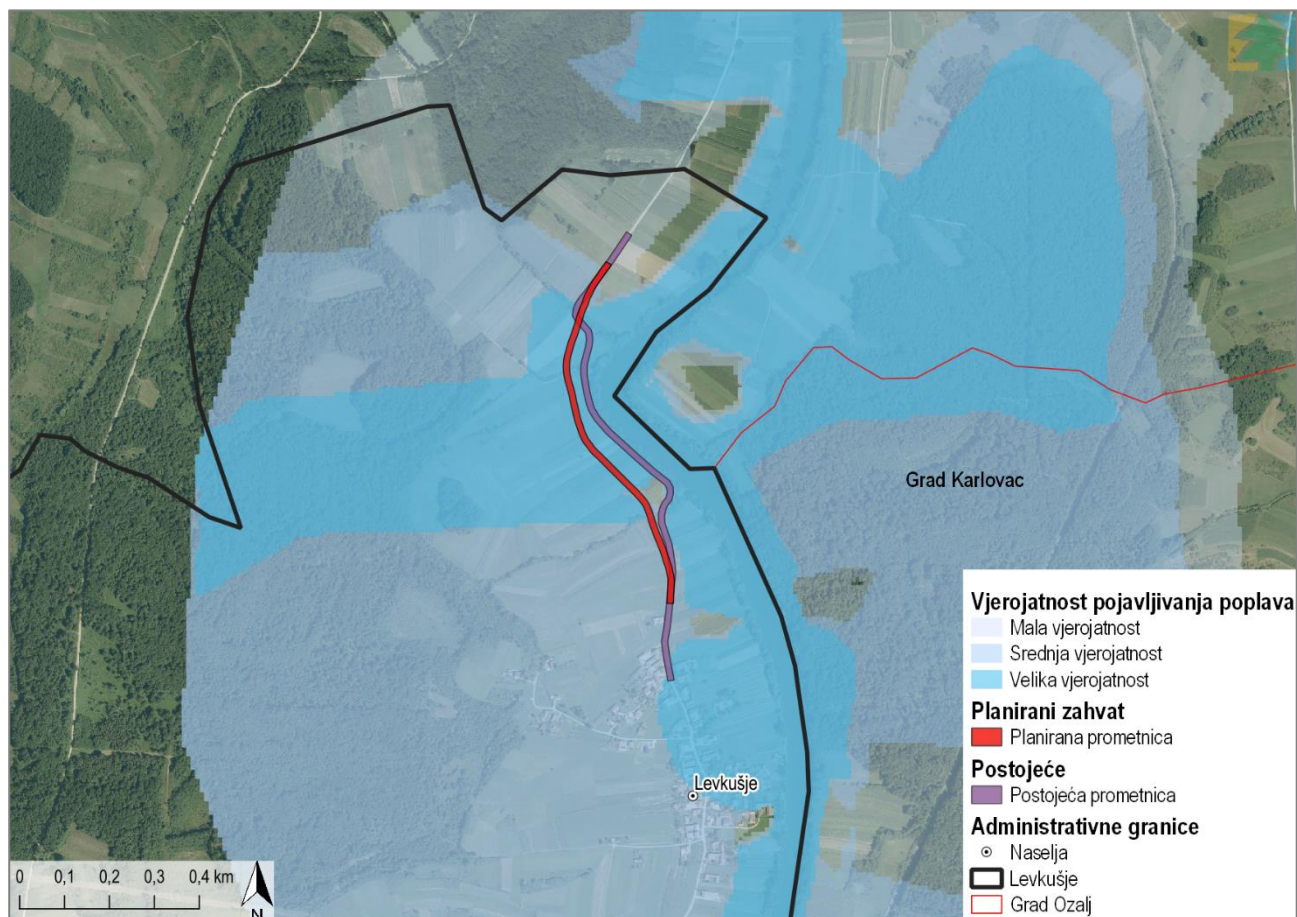 Grad Karlovac
Levkušje
Vjerojatnost pojavljivanja poplava
Mala vjerojatnost
Srednja vjerojatnost
Velika vjerojatnost
Planirani zahvat
Planirana prometnica
Postojeće
Postojeća prometnica
Administrativne granice
Naselja
Levkušje
Grad Ozalj
0 0,1 0,2 0,3 0,4 km
N